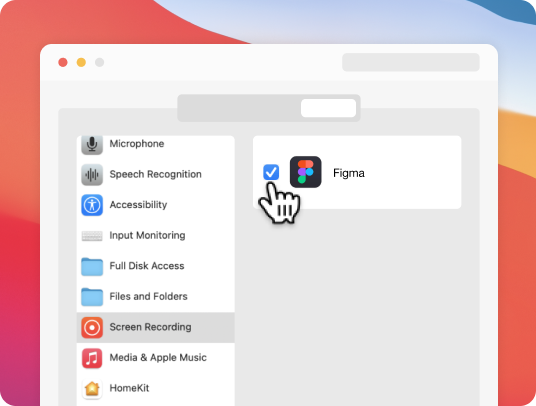 Microphone
Speech Recognition
Accessibility
Input Monitoring
Full Disk Access
Files and Folders
Screen Recording
Media & Apple Music
HomeKit
Figma